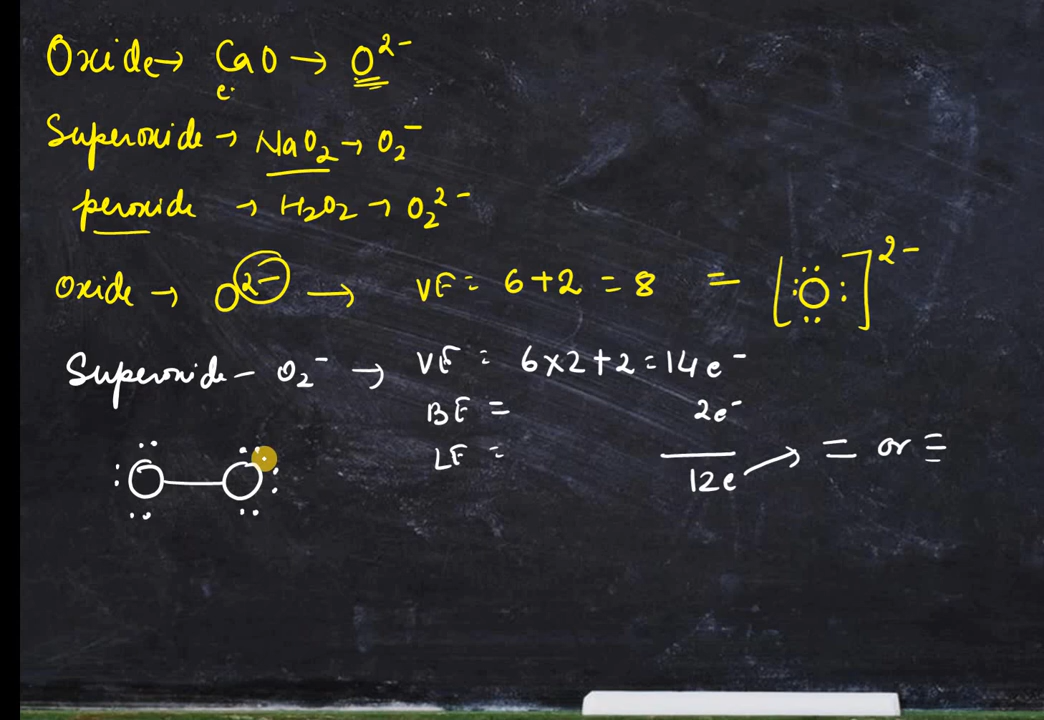 Oxide → CaO → O²⁻
e·
Superoxide → NaO₂ → O₂⁻
peroxide → H₂O₂ → O₂²⁻
Oxide → O²⁻ → VE = 6+2 = 8 = [:Ö:]²⁻
Superoxide - O₂⁻ → VE = 6×2+2 = 14e⁻
BE = 2e⁻
LE = 12e → = or ≡
O — O